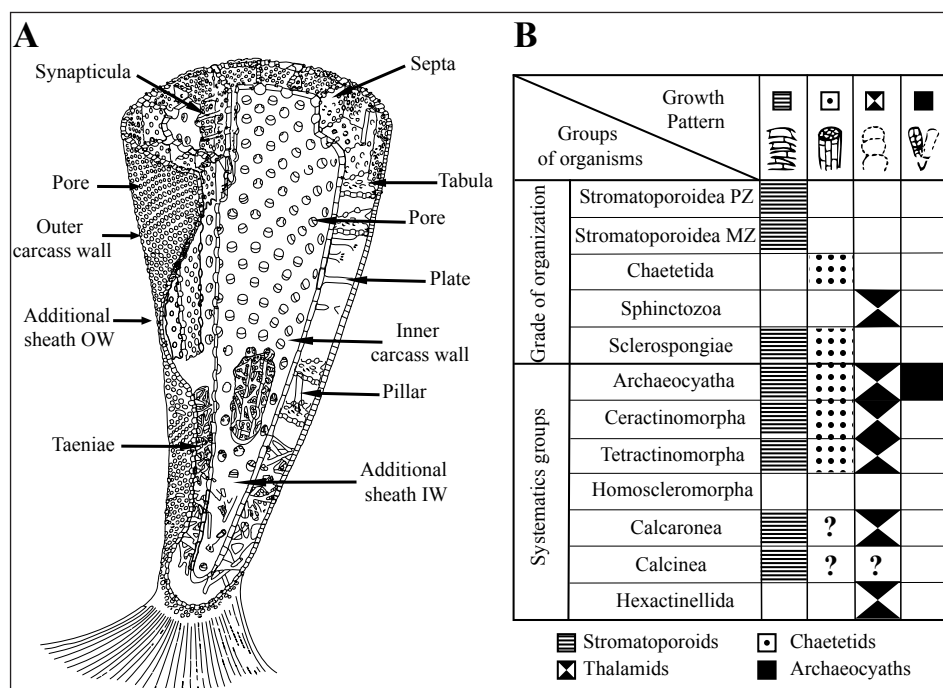 A
Synapticula
Septa
Pore
Tabula
Outer
carcass wall
Pore
Plate
Additional
sheath OW
Inner
carcass wall
Pillar
Taeniae
Additional
sheath IW
B
Growth
Pattern
Groups
of organisms
Grade of organization
Stromatoporoidea PZ
Stromatoporoidea MZ
Chaetetida
Sphinctozoa
Sclerospongiae
Systematics groups
Archaeocyatha
Ceractinomorpha
Tetractinomorpha
Homoscleromorpha
Calcaronea ?
Calcinea ? ?
Hexactinellida
Stromatoporoids
Chaetetids
Thalamids
Archaeocyaths